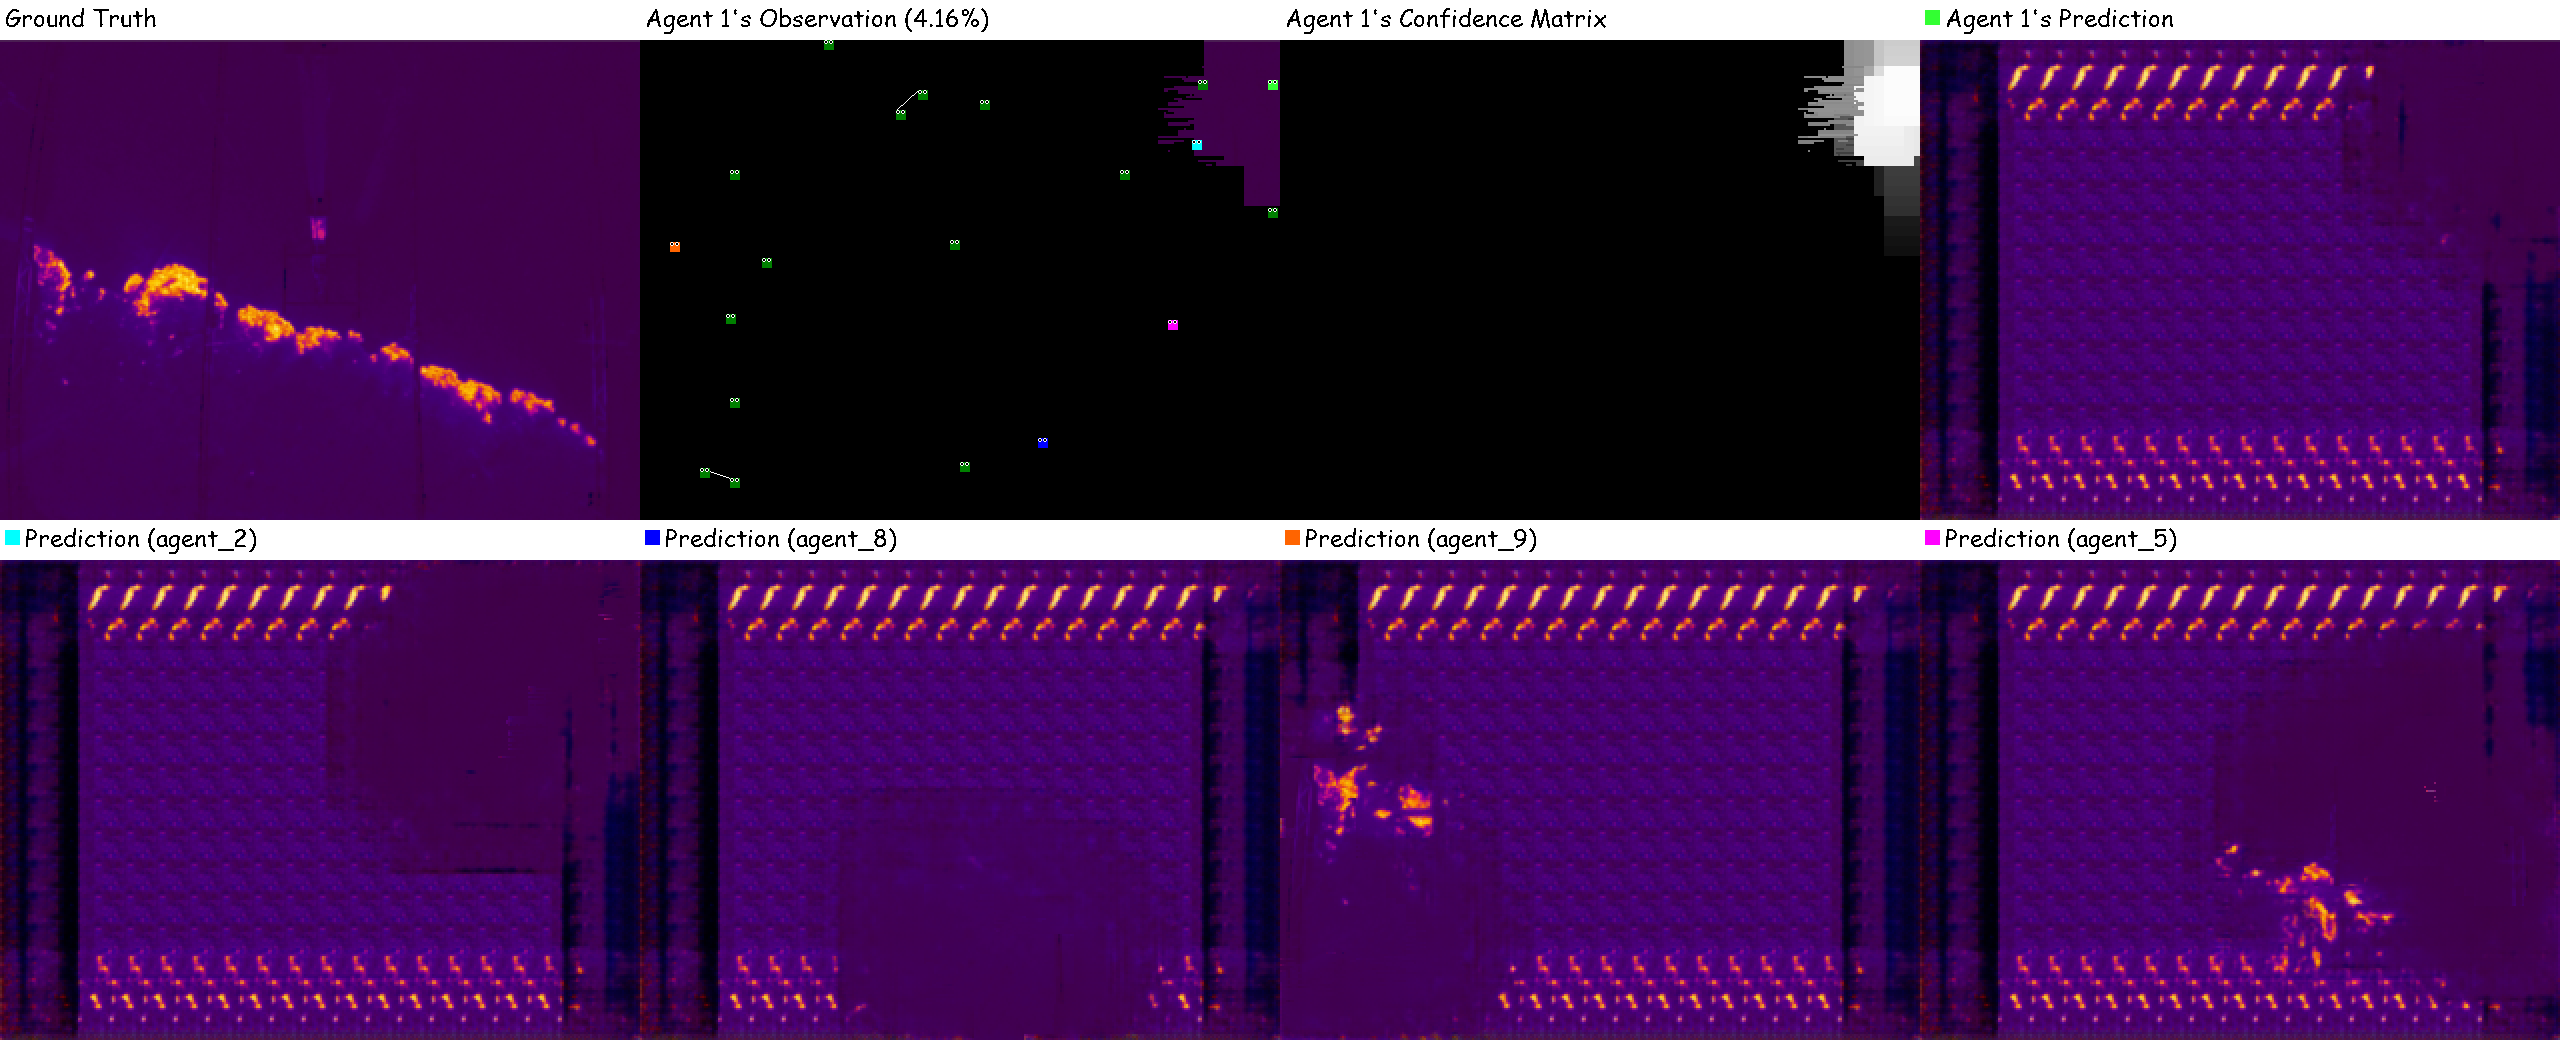 Ground Truth
Agent 1's Observation (4.16%)
Agent 1's Confidence Matrix
Agent 1's Prediction
Prediction (agent_2)
Prediction (agent_8)
Prediction (agent_9)
Prediction (agent_5)